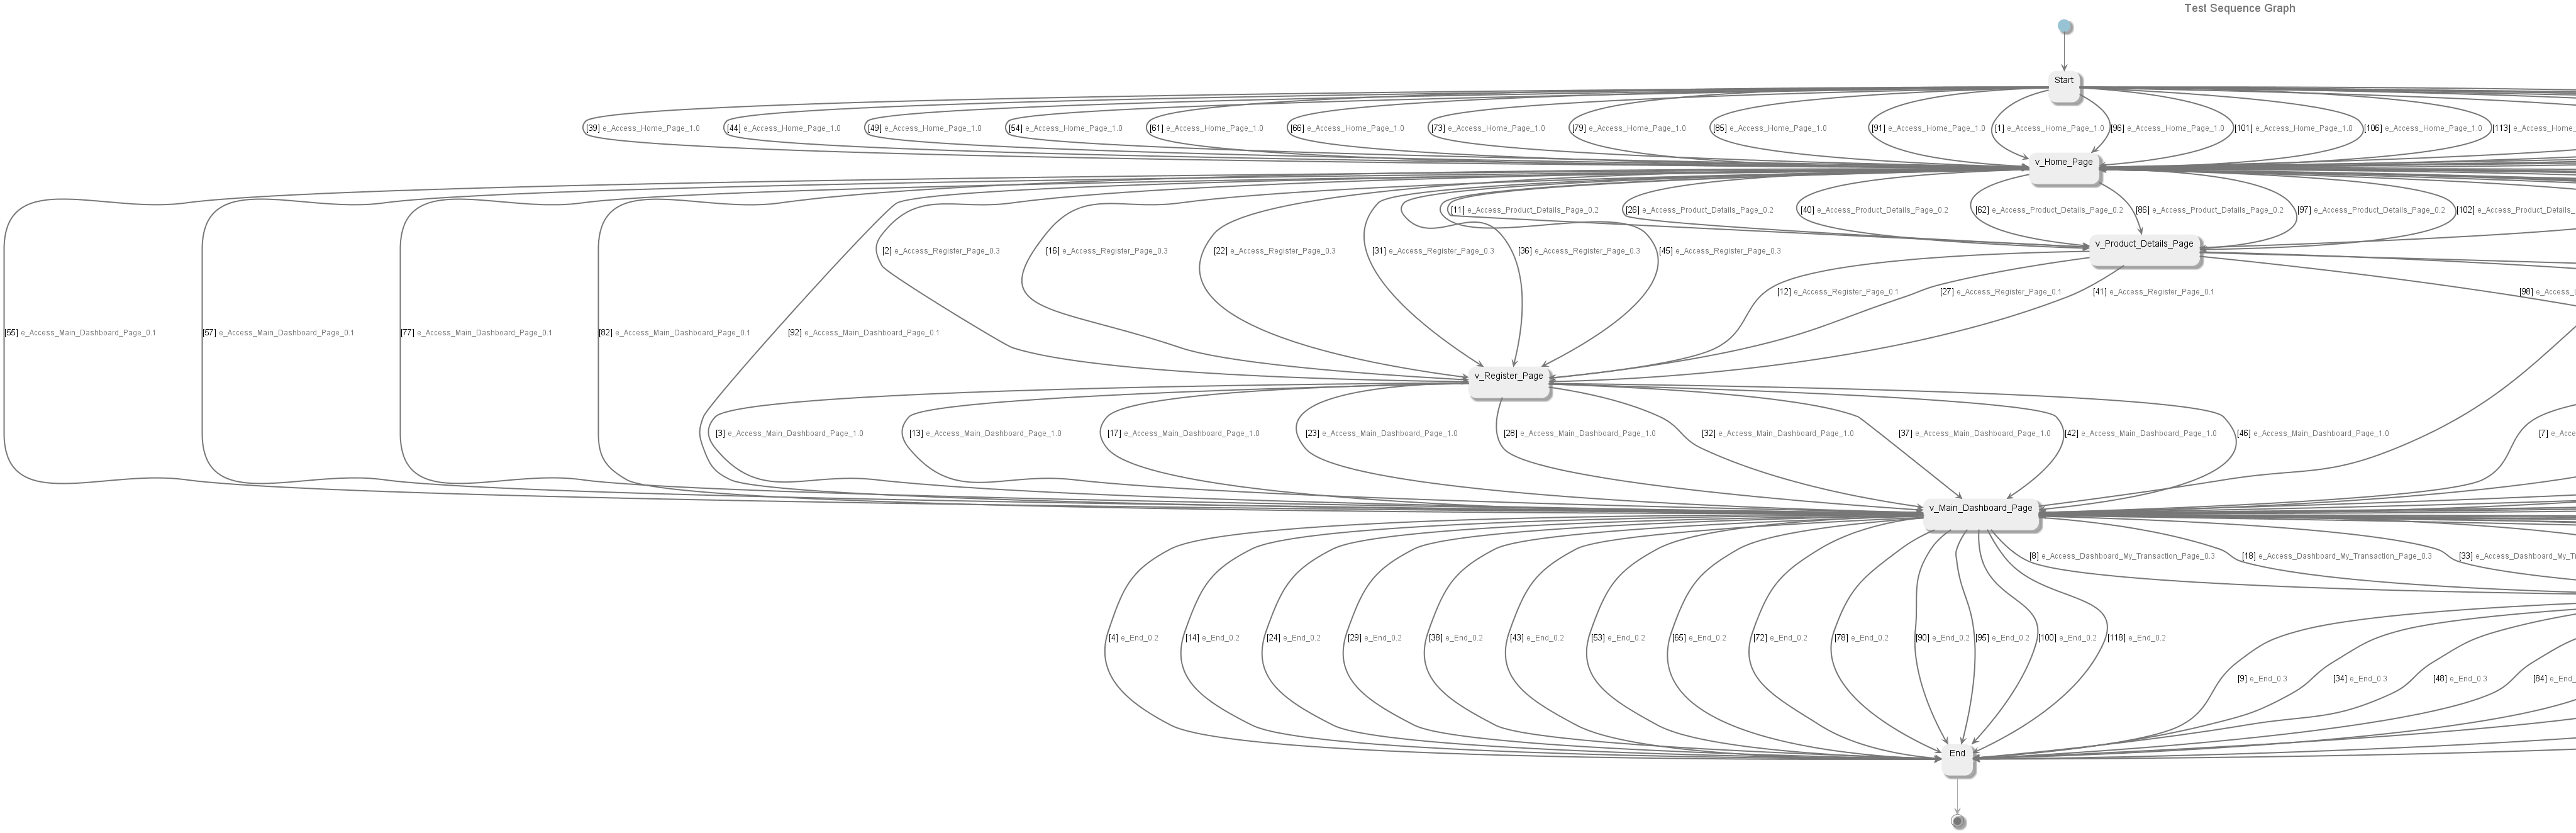 Test Sequence Graph
Start
[39] e_Access_Home_Page_1.0
[44] e_Access_Home_Page_1.0
[49] e_Access_Home_Page_1.0
[54] e_Access_Home_Page_1.0
[61] e_Access_Home_Page_1.0
[66] e_Access_Home_Page_1.0
[73] e_Access_Home_Page_1.0
[79] e_Access_Home_Page_1.0
[85] e_Access_Home_Page_1.0
[91] e_Access_Home_Page_1.0
[1] e_Access_Home_Page_1.0
[96] e_Access_Home_Page_1.0
[101] e_Access_Home_Page_1.0
[106] e_Access_Home_Page_1.0
[113] e_Access_Home_P
v_Home_Page
[11] e_Access_Product_Details_Page_0.2
[26] e_Access_Product_Details_Page_0.2
[40] e_Access_Product_Details_Page_0.2
[62] e_Access_Product_Details_Page_0.2
[86] e_Access_Product_Details_Page_0.2
[97] e_Access_Product_Details_Page_0.2
[102] e_Access_Product_Details_
v_Product_Details_Page
[2] e_Access_Register_Page_0.3
[16] e_Access_Register_Page_0.3
[22] e_Access_Register_Page_0.3
[31] e_Access_Register_Page_0.3
[36] e_Access_Register_Page_0.3
[45] e_Access_Register_Page_0.3
[12] e_Access_Register_Page_0.1
[27] e_Access_Register_Page_0.1
[41] e_Access_Register_Page_0.1
[98] e_Access_
[55] e_Access_Main_Dashboard_Page_0.1
[57] e_Access_Main_Dashboard_Page_0.1
[77] e_Access_Main_Dashboard_Page_0.1
[82] e_Access_Main_Dashboard_Page_0.1
[92] e_Access_Main_Dashboard_Page_0.1
v_Register_Page
[3] e_Access_Main_Dashboard_Page_1.0
[13] e_Access_Main_Dashboard_Page_1.0
[17] e_Access_Main_Dashboard_Page_1.0
[23] e_Access_Main_Dashboard_Page_1.0
[28] e_Access_Main_Dashboard_Page_1.0
[32] e_Access_Main_Dashboard_Page_1.0
[37] e_Access_Main_Dashboard_Page_1.0
[42] e_Access_Main_Dashboard_Page_1.0
[46] e_Access_Main_Dashboard_Page_1.0
[7] e_Acce
v_Main_Dashboard_Page
[8] e_Access_Dashboard_My_Transaction_Page_0.3
[18] e_Access_Dashboard_My_Transaction_Page_0.3
[33] e_Access_Dashboard_My_T
[4] e_End_0.2
[14] e_End_0.2
[24] e_End_0.2
[29] e_End_0.2
[38] e_End_0.2
[43] e_End_0.2
[53] e_End_0.2
[65] e_End_0.2
[72] e_End_0.2
[78] e_End_0.2
[90] e_End_0.2
[95] e_End_0.2
[100] e_End_0.2
[118] e_End_0.2
[9] e_End_0.3
[34] e_End_0.3
[48] e_End_0.3
[84] e_End_
End